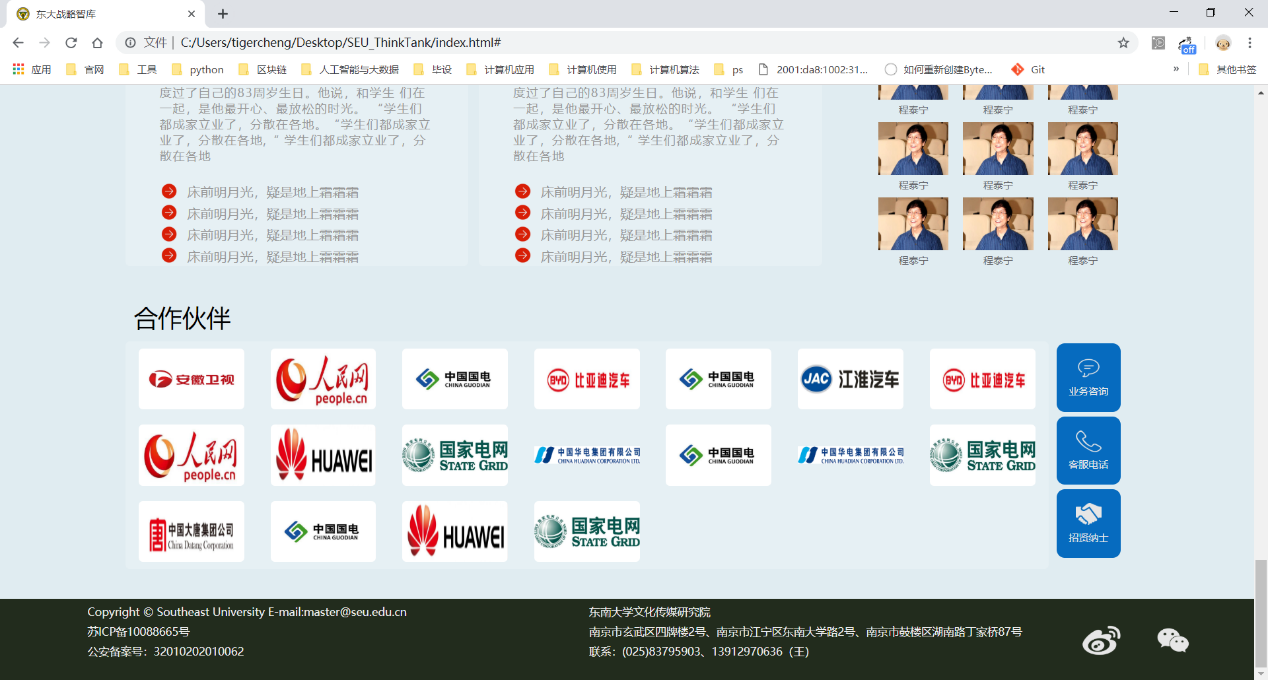 东大战略智库
文件 C:/Users/tigercheng/Desktop/SEU_ThinkTank/index.html#
off
应用 官网 工具 python 区块链 人工智能与大数据 毕设 计算机应用 计算机使用 计算机算法 ps 2001:da8:1002:31... 如何重新创建Byte... Git » 其他书签
度过了自己的83周岁生日。他说，和学生 们在
一起，是他最开心、最放松的时光。 “学生们
都成家立业了，分散在各地。“学生们都成家立
业了，分散在各地，”学生们都成家立业了，分
散在各地
床前明月光，疑是地上霜霜霜
床前明月光，疑是地上霜霜霜
床前明月光，疑是地上霜霜霜
床前明月光，疑是地上霜霜霜
度过了自己的83周岁生日。他说，和学生 们在
一起，是他最开心、最放松的时光。 “学生们
都成家立业了，分散在各地。“学生们都成家立
业了，分散在各地，”学生们都成家立业了，分
散在各地
床前明月光，疑是地上霜霜霜
床前明月光，疑是地上霜霜霜
床前明月光，疑是地上霜霜霜
床前明月光，疑是地上霜霜霜
程泰宁 程泰宁 程泰宁
程泰宁 程泰宁 程泰宁
程泰宁 程泰宁 程泰宁
合作伙伴
安徽卫视
人民网
people.cn
中国国电
CHINA GUODIAN
BYD 比亚迪汽车
中国国电
CHINA GUODIAN
JAC 江淮汽车
BYD 比亚迪汽车
人民网
people.cn
HUAWEI
国家电网
STATE GRID
中国华电集团有限公司
CHINA HUADIAN CORPORATION LTD.
中国国电
CHINA GUODIAN
中国华电集团有限公司
CHINA HUADIAN CORPORATION LTD.
国家电网
STATE GRID
唐 中国大唐集团公司
China Datang Corporation
中国国电
CHINA GUODIAN
HUAWEI
国家电网
STATE GRID
业务咨询
客服电话
招贤纳士
Copyright © Southeast University E-mail:master@seu.edu.cn
苏ICP备10088665号
公安备案号：32010202010062
东南大学文化传媒研究院
南京市玄武区四牌楼2号、南京市江宁区东南大学路2号、南京市鼓楼区湖南路丁家桥87号
联系：(025)83795903、13912970636（王）